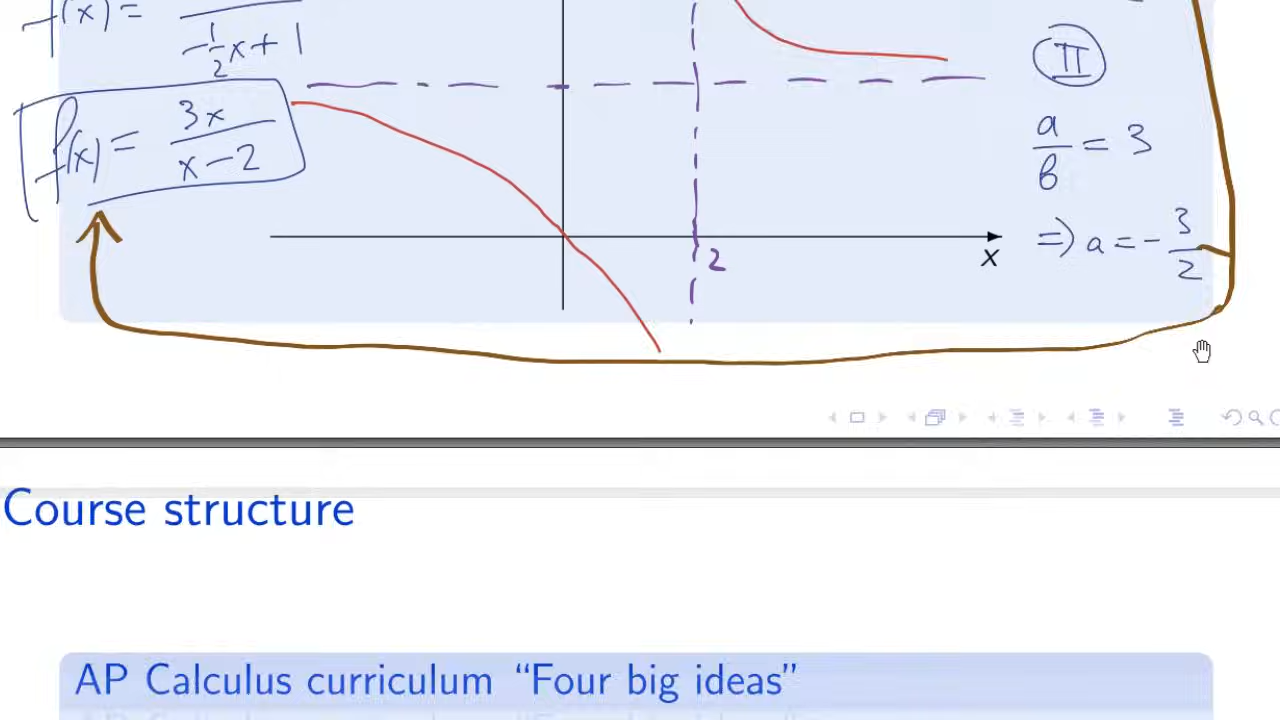 f(x) =
-1/2 x + 1
f(x) = 3x / x-2
II
a/b = 3
=> a = - 3/2
2
x
Course structure
AP Calculus curriculum “Four big ideas”